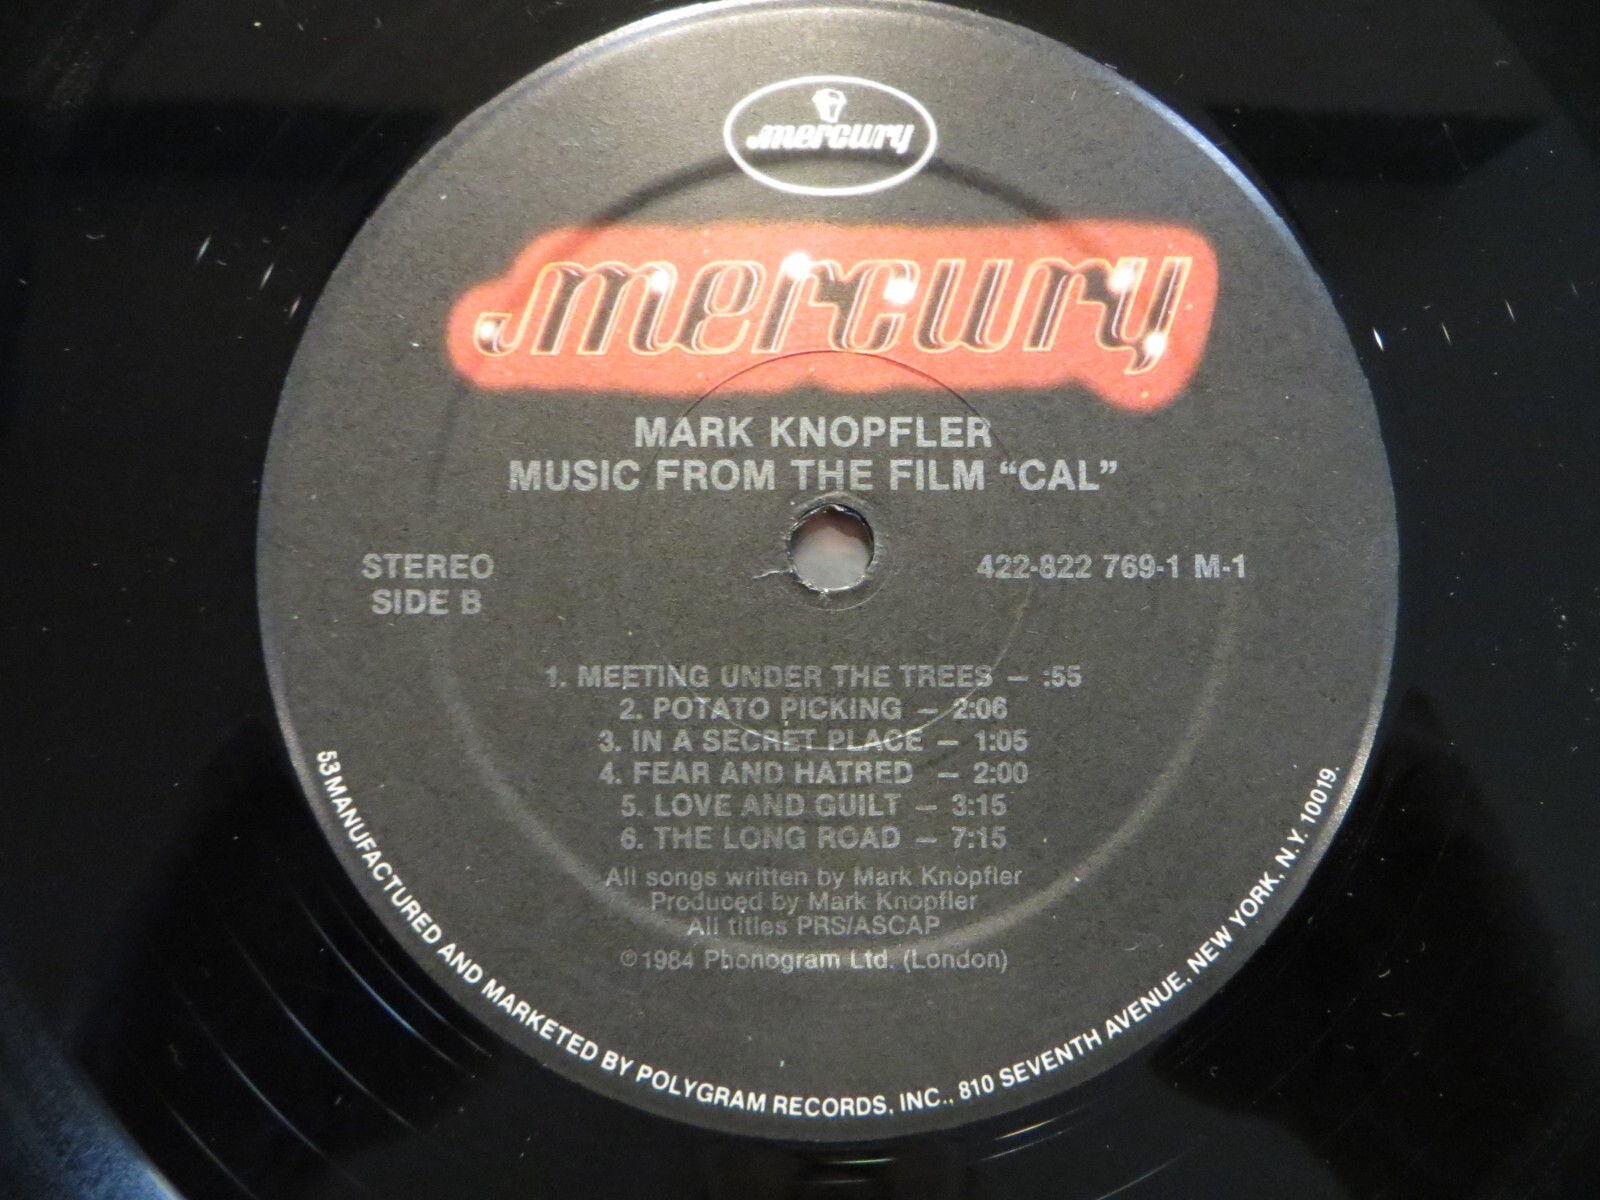 mercury
mercury
MARK KNOPFLER
MUSIC FROM THE FILM “CAL”
STEREO
SIDE B
422-822 769-1 M-1
1. MEETING UNDER THE TREES – :55
2. POTATO PICKING – 2:06
3. IN A SECRET PLACE – 1:05
4. FEAR AND HATRED – 2:00
5. LOVE AND GUILT – 3:15
6. THE LONG ROAD – 7:15
All songs written by Mark Knopfler
Produced by Mark Knopfler
All titles PRS/ASCAP
℗1984 Phonogram Ltd. (London)
53 MANUFACTURED AND MARKETED BY POLYGRAM RECORDS, INC., 810 SEVENTH AVENUE, NEW YORK, N.Y. 10019.